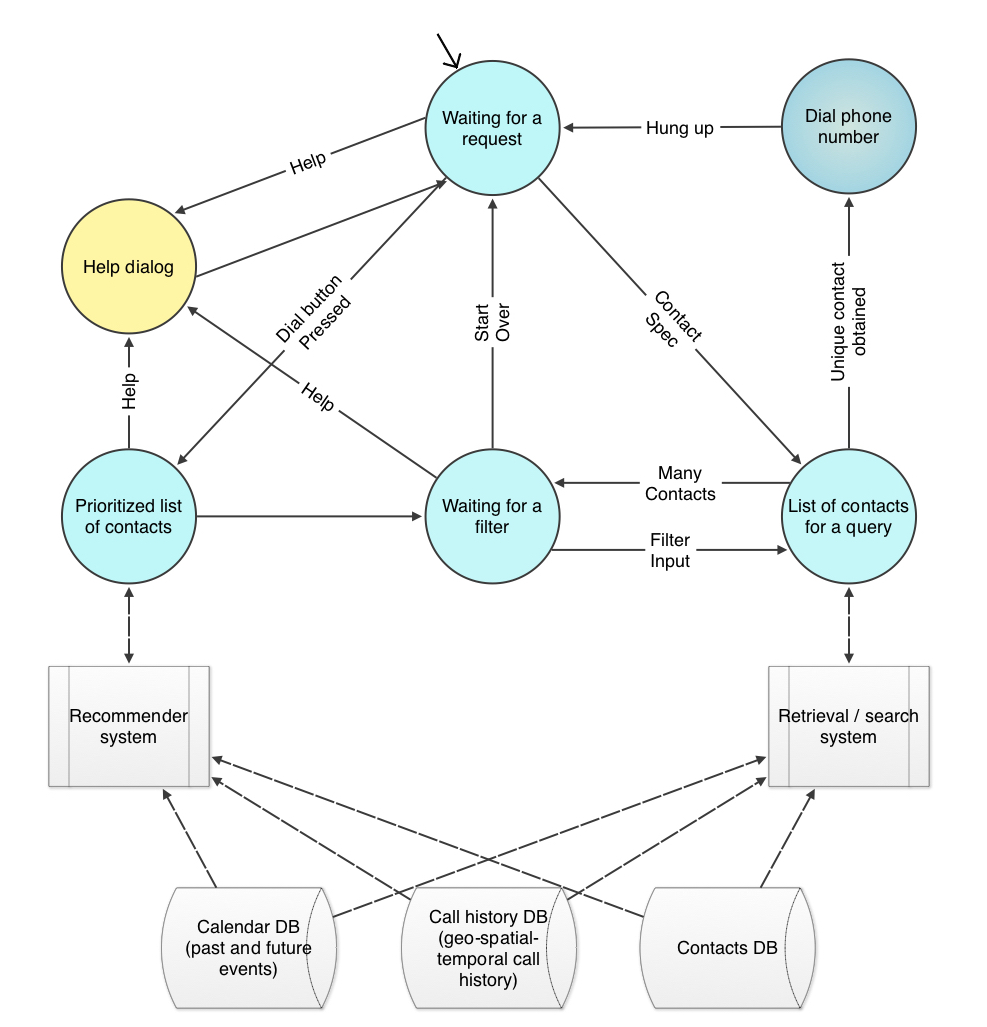 Waiting for a
request
Dial phone
number
Hung up
Help
Help dialog
Dial button
Pressed
Start
Over
Contact
Spec
Unique contact
obtained
Help
Help
Prioritized list
of contacts
Waiting for a
filter
Many
Contacts
Filter
Input
List of contacts
for a query
Recommender
system
Retrieval / search
system
Calendar DB
(past and future
events)
Call history DB
(geo-spatial-
temporal call
history)
Contacts DB